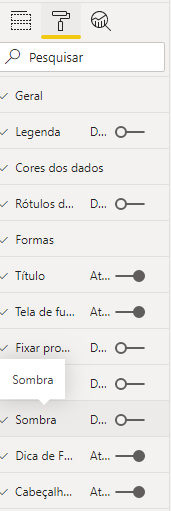 Pesquisar
Geral
Legenda D...
Cores dos dados
Rótulos d... D...
Formas
Título At...
Tela de fu... At...
Fixar pro... D...
Sombra
D...
Sombra D...
Dica de F... At...
Cabeçalh... At...